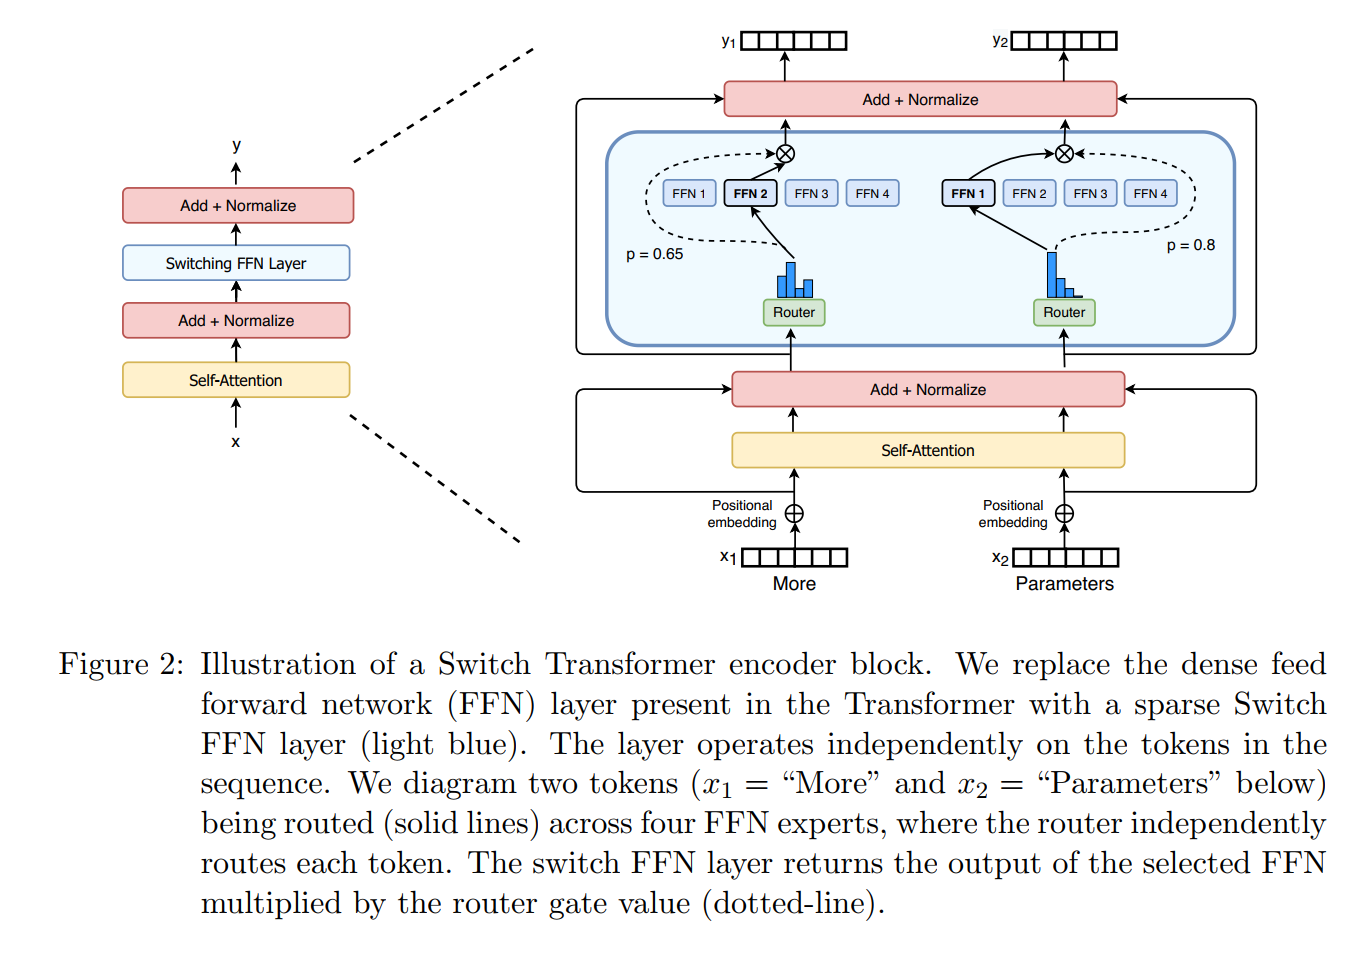 y
Add + Normalize
Switching FFN Layer
Add + Normalize
Self-Attention
x
y1 y2
Add + Normalize
FFN 1 FFN 2 FFN 3 FFN 4 FFN 1 FFN 2 FFN 3 FFN 4
p = 0.65 p = 0.8
Router Router
Add + Normalize
Self-Attention
Positional embedding Positional embedding
x1 x2
More Parameters
Figure 2: Illustration of a Switch Transformer encoder block. We replace the dense feed
forward network (FFN) layer present in the Transformer with a sparse Switch
FFN layer (light blue). The layer operates independently on the tokens in the
sequence. We diagram two tokens (x1 = “More” and x2 = “Parameters” below)
being routed (solid lines) across four FFN experts, where the router independently
routes each token. The switch FFN layer returns the output of the selected FFN
multiplied by the router gate value (dotted-line).